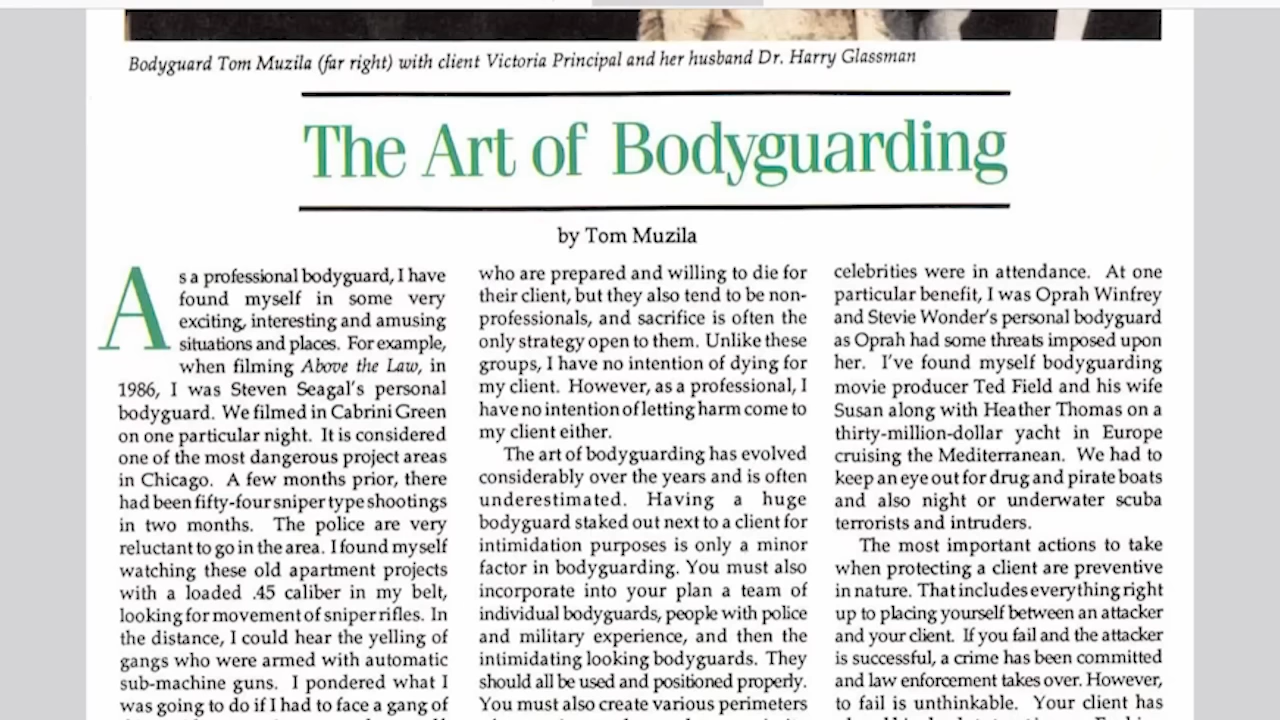 Bodyguard Tom Muzila (far right) with client Victoria Principal and her husband Dr. Harry Glassman
The Art of Bodyguarding
by Tom Muzila
As a professional bodyguard, I have
found myself in some very
exciting, interesting and amusing
situations and places. For example,
when filming Above the Law, in
1986, I was Steven Seagal's personal
bodyguard. We filmed in Cabrini Green
on one particular night. It is considered
one of the most dangerous project areas
in Chicago. A few months prior, there
had been fifty-four sniper type shootings
in two months. The police are very
reluctant to go in the area. I found myself
watching these old apartment projects
with a loaded .45 caliber in my belt,
looking for movement of sniper rifles. In
the distance, I could hear the yelling of
gangs who were armed with automatic
sub-machine guns. I pondered what I
was going to do if I had to face a gang of
who are prepared and willing to die for
their client, but they also tend to be non-
professionals, and sacrifice is often the
only strategy open to them. Unlike these
groups, I have no intention of dying for
my client. However, as a professional, I
have no intention of letting harm come to
my client either.
The art of bodyguarding has evolved
considerably over the years and is often
underestimated. Having a huge
bodyguard staked out next to a client for
intimidation purposes is only a minor
factor in bodyguarding. You must also
incorporate into your plan a team of
individual bodyguards, people with police
and military experience, and then the
intimidating looking bodyguards. They
should all be used and positioned properly.
You must also create various perimeters
celebrities were in attendance. At one
particular benefit, I was Oprah Winfrey
and Stevie Wonder's personal bodyguard
as Oprah had some threats imposed upon
her. I've found myself bodyguarding
movie producer Ted Field and his wife
Susan along with Heather Thomas on a
thirty-million-dollar yacht in Europe
cruising the Mediterranean. We had to
keep an eye out for drug and pirate boats
and also night or underwater scuba
terrorists and intruders.
The most important actions to take
when protecting a client are preventive
in nature. That includes everything right
up to placing yourself between an attacker
and your client. If you fail and the attacker
is successful, a crime has been committed
and law enforcement takes over. However,
to fail is unthinkable. Your client has